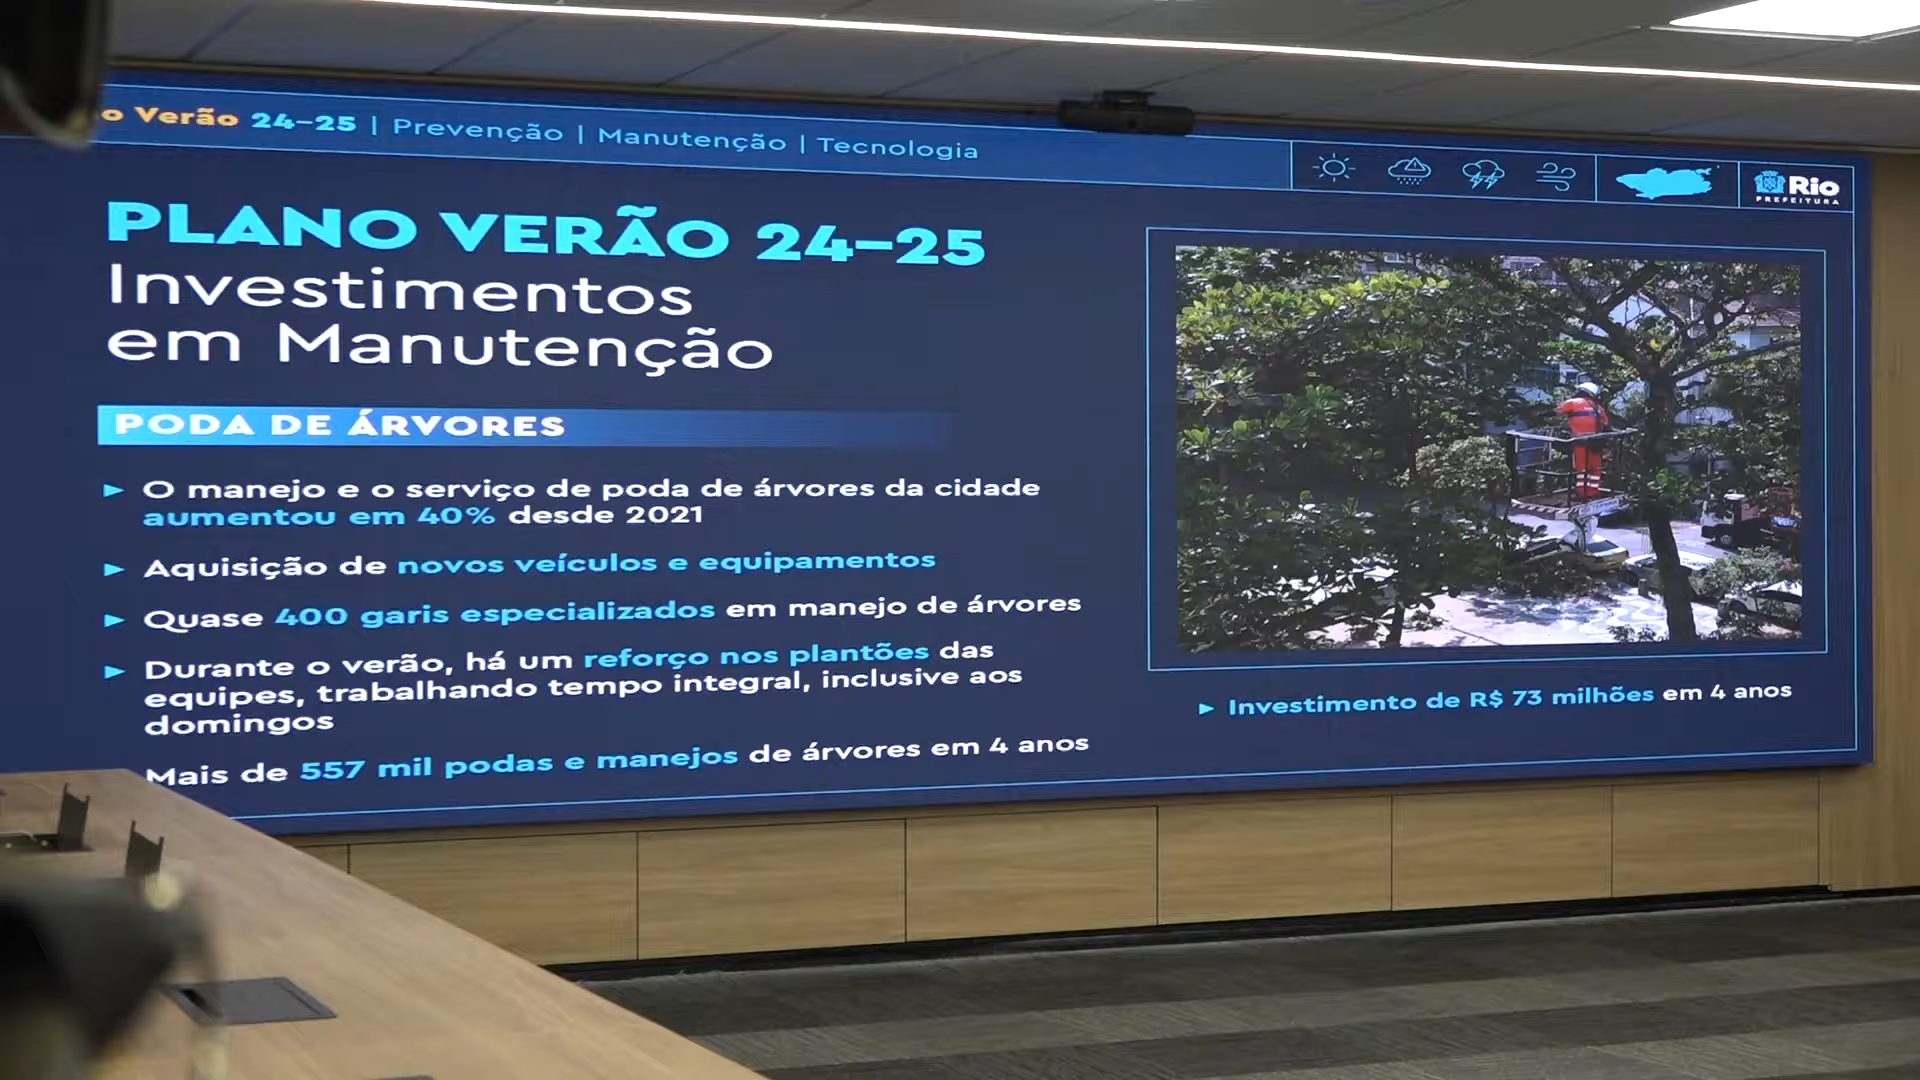 o Verão 24–25 | Prevenção | Manutenção | Tecnologia
Rio
PREFEITURA
PLANO VERÃO 24–25
Investimentos
em Manutenção
PODA DE ÁRVORES
► O manejo e o serviço de poda de árvores da cidade
aumentou em 40% desde 2021
► Aquisição de novos veículos e equipamentos
► Quase 400 garis especializados em manejo de árvores
► Durante o verão, há um reforço nos plantões das
equipes, trabalhando tempo integral, inclusive aos
domingos
Mais de 557 mil podas e manejos de árvores em 4 anos
► Investimento de R$ 73 milhões em 4 anos